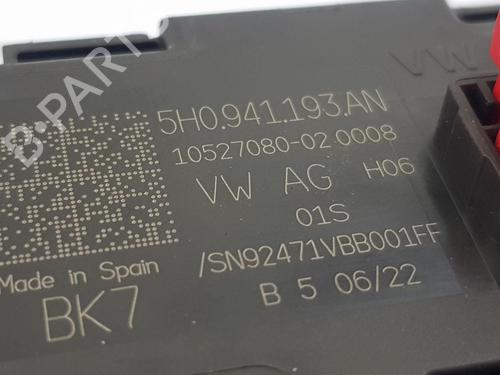 B-PARTS
VW
5H0.941.193.AN
10527080-02 0008
VW AG H06
01S
/SN92471VBB001FF
Made in Spain
B 5 06/22
BK7